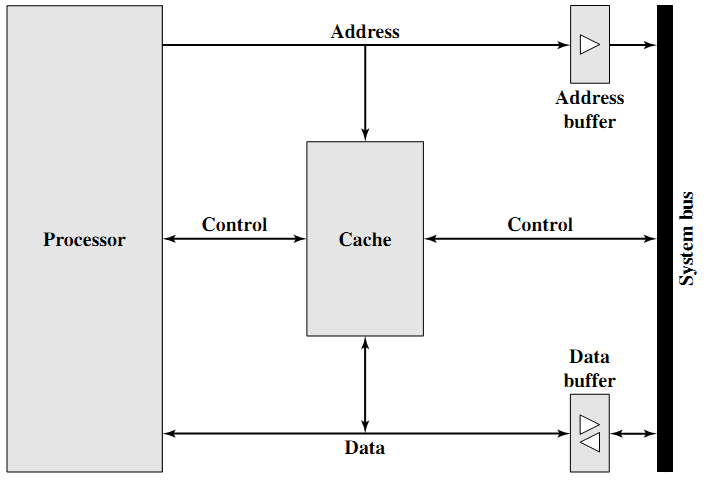 Address
Address
buffer
Control
Control
Processor
Cache
System bus
Data
buffer
Data